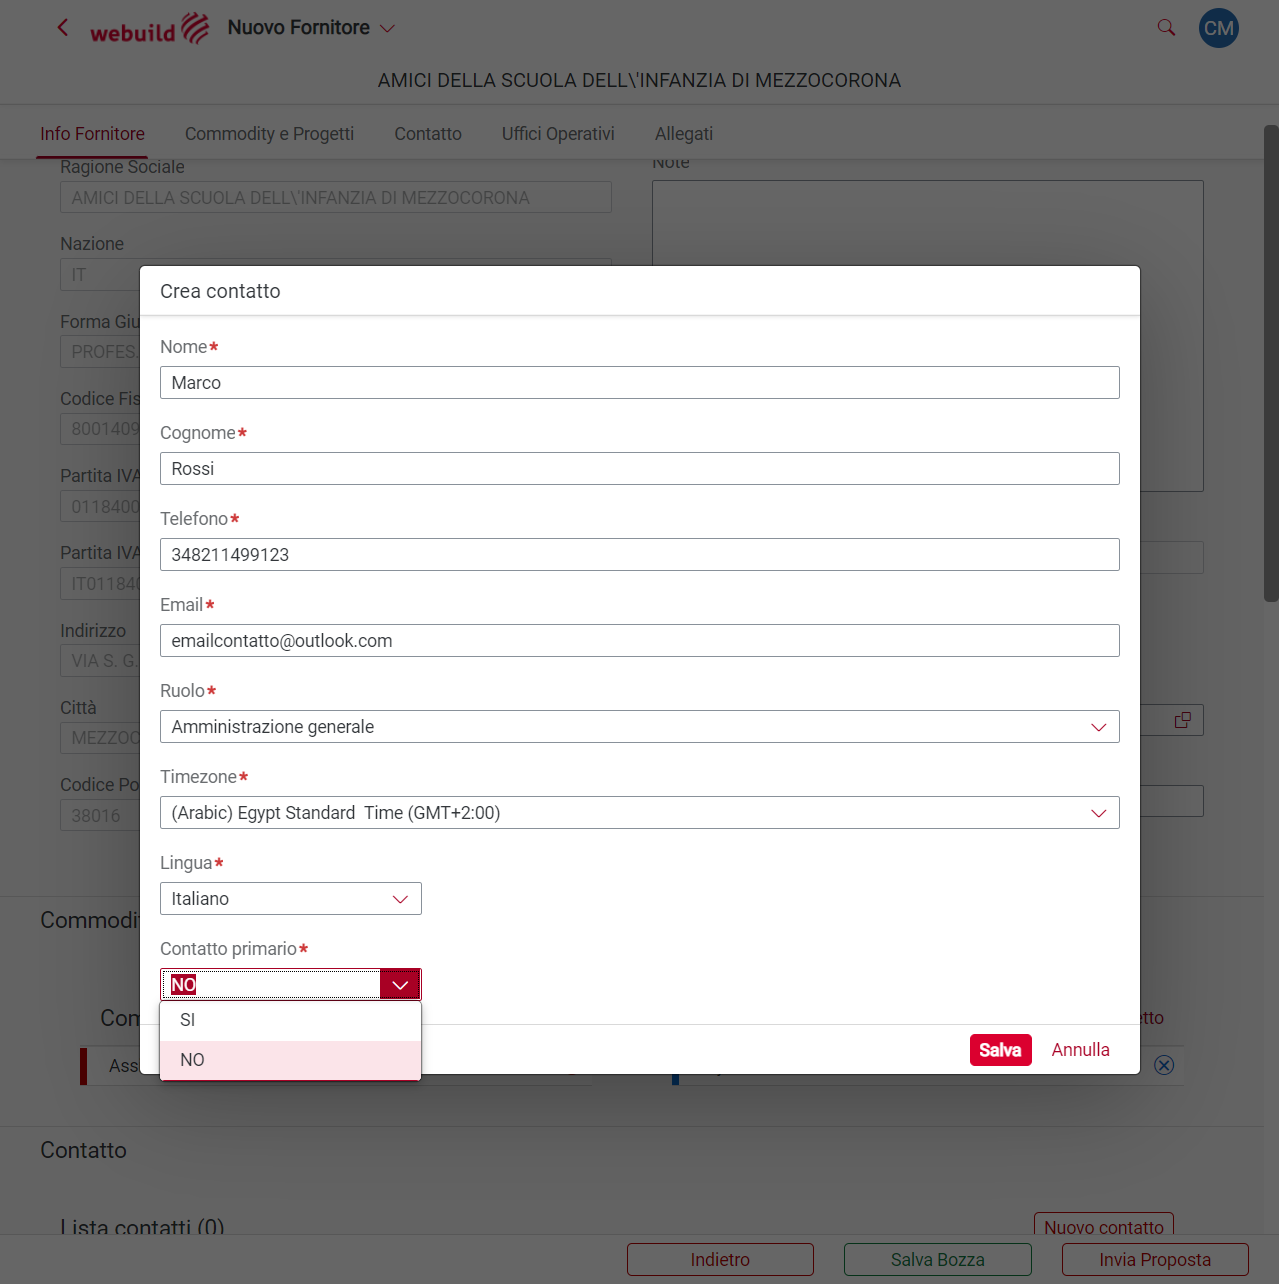 webuild
Nuovo Fornitore
CM
AMICI DELLA SCUOLA DELL\'INFANZIA DI MEZZOCORONA
Info Fornitore
Commodity e Progetti
Contatto
Uffici Operativi
Allegati
Ragione Sociale
Note
AMICI DELLA SCUOLA DELL\'INFANZIA DI MEZZOCORONA
Nazione
IT
Forma Giu
PROFES.
Codice Fis
8001409
Partita IVA
0118400
Partita IVA
IT011840
Indirizzo
VIA S. G.
Città
MEZZOC
Codice Po
38016
Crea contatto
Nome*
Marco
Cognome*
Rossi
Telefono*
348211499123
Email*
emailcontatto@outlook.com
Ruolo*
Amministrazione generale
Timezone*
(Arabic) Egypt Standard  Time (GMT+2:00)
Lingua*
Italiano
Contatto primario*
NO
SI
NO
Salva
Annulla
Commodi
Com
etto
Ass
Contatto
Lista contatti (0)
Nuovo contatto
Indietro
Salva Bozza
Invia Proposta